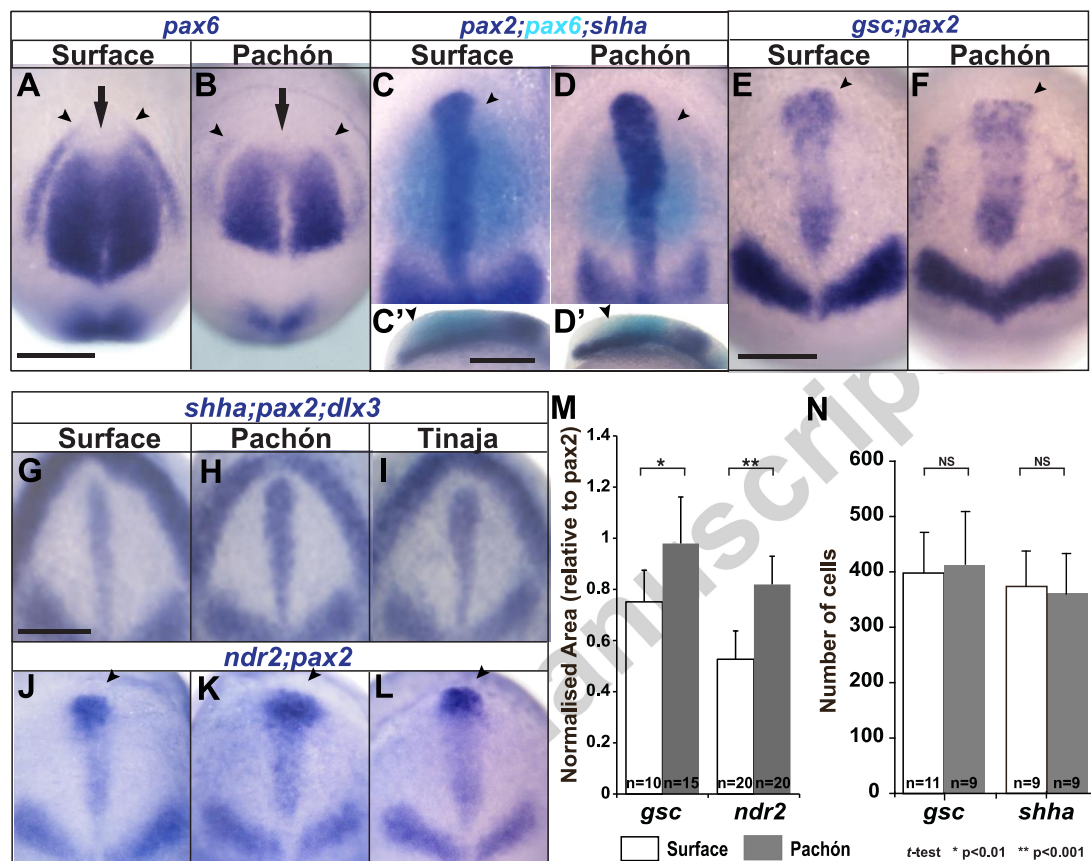 pax6
pax2;pax6;shha
gsc;pax2
Surface
Pachón
Surface
Pachón
Surface
Pachón
A
B
C
D
E
F
C'
D'
shha;pax2;dlx3
Surface
Pachón
Tinaja
G
H
I
ndr2;pax2
J
K
L
M
Normalised Area (relative to pax2)
1.4
1.2
1
0.8
0.6
0.4
0.2
0
*
**
n=10
n=15
n=20
n=20
gsc
ndr2
N
Number of cells
600
500
400
300
200
100
0
NS
NS
n=11
n=9
n=9
n=9
gsc
shha
Surface
Pachón
t-test * p<0.01 ** p<0.001
anuscrip